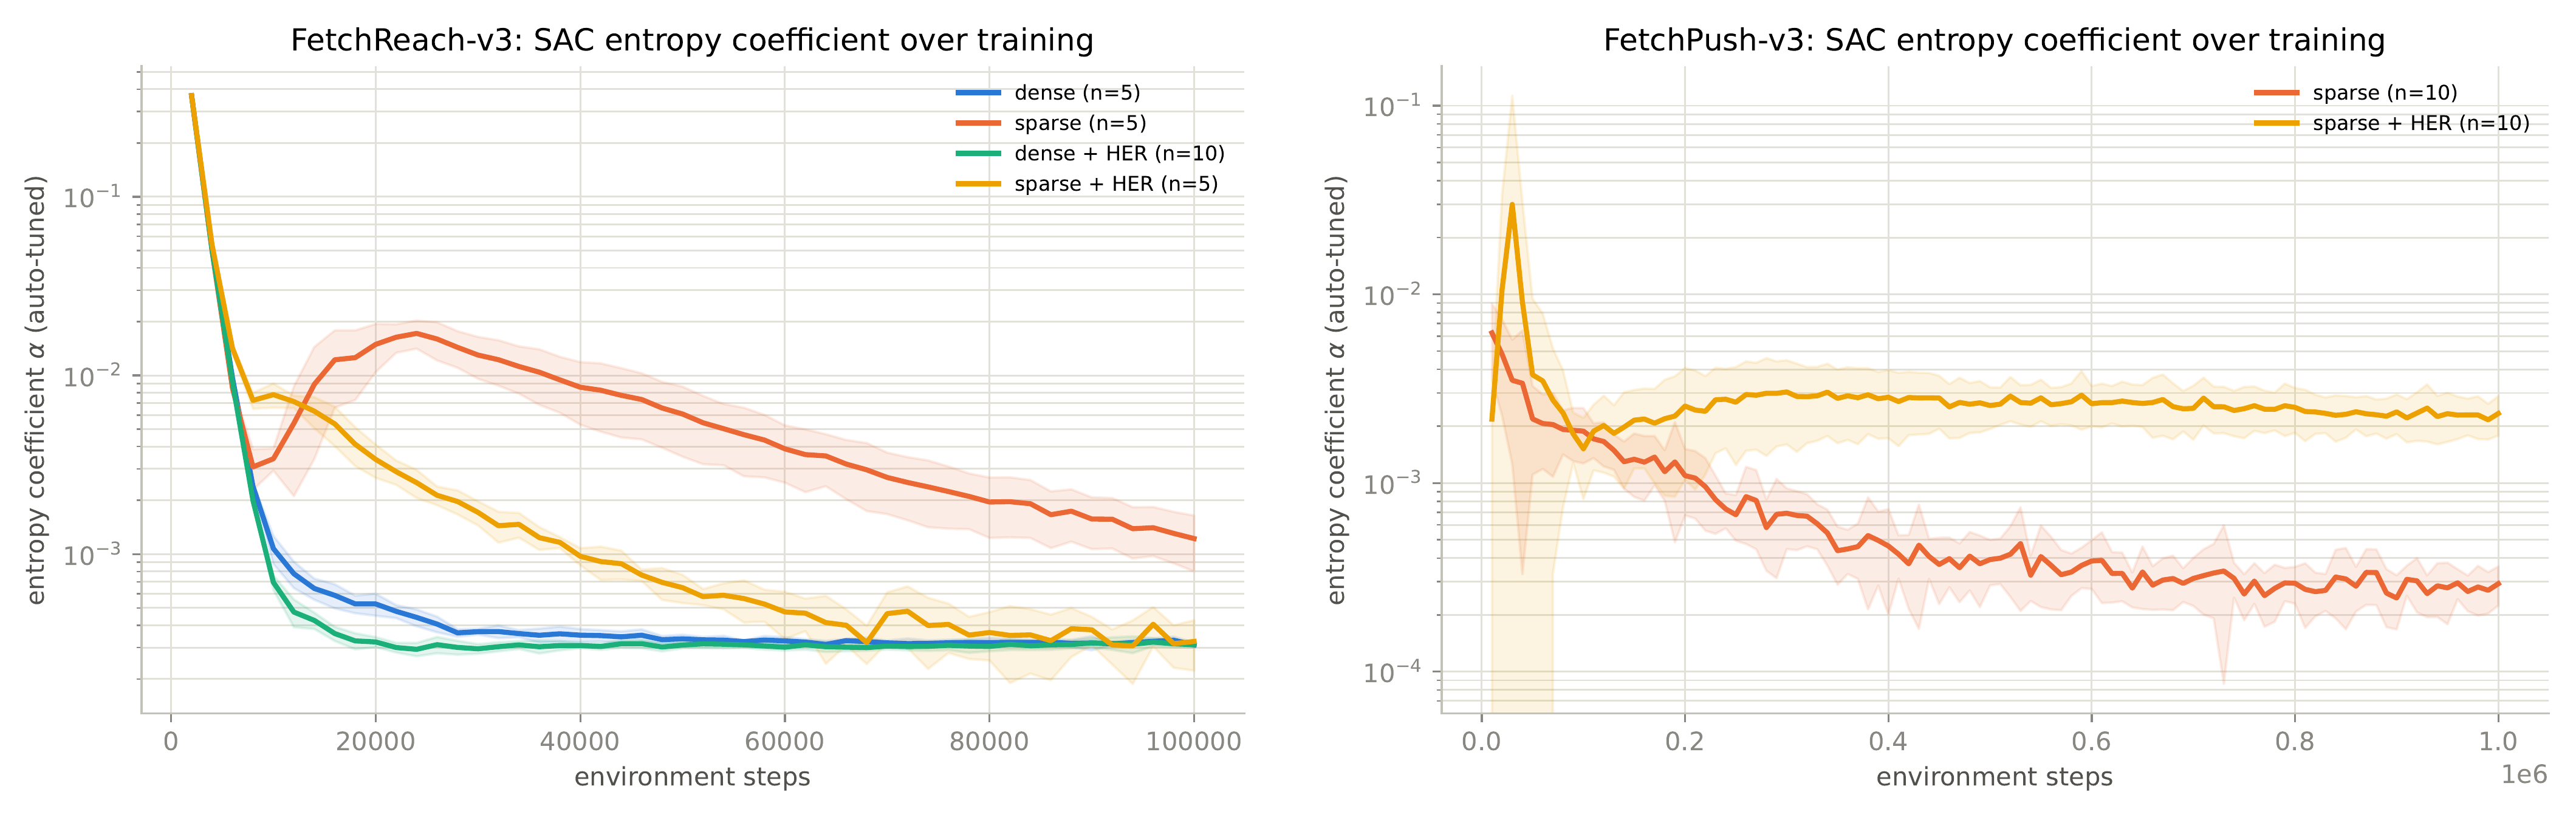 FetchReach-v3: SAC entropy coefficient over training
entropy coefficient α (auto-tuned)
10⁻¹
10⁻²
10⁻³
dense (n=5)
sparse (n=5)
dense + HER (n=10)
sparse + HER (n=5)
0 20000 40000 60000 80000 100000
environment steps
FetchPush-v3: SAC entropy coefficient over training
entropy coefficient α (auto-tuned)
10⁻¹
10⁻²
10⁻³
10⁻⁴
sparse (n=10)
sparse + HER (n=10)
0.0 0.2 0.4 0.6 0.8 1.0
1e6
environment steps